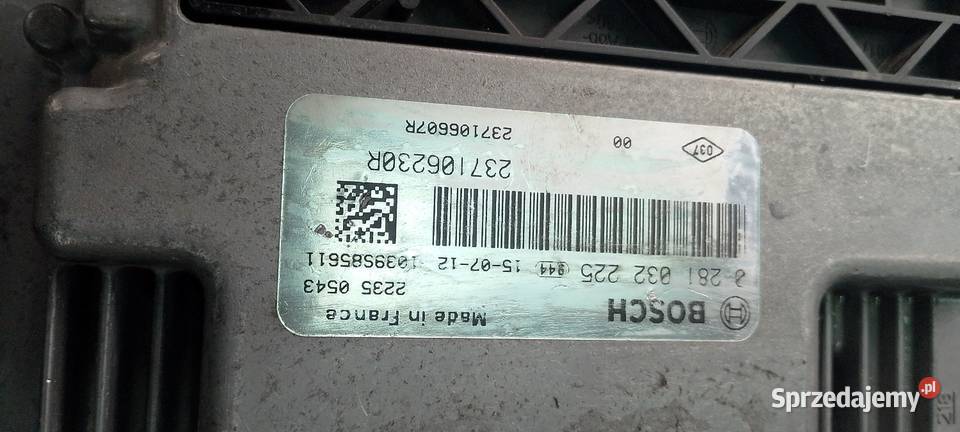 BOSCH
Made in France
0 281 032 225 944 15-07-12 1039S85611
2235 0543
237106230R
037 00 237106607R
Sprzedajemy.pl